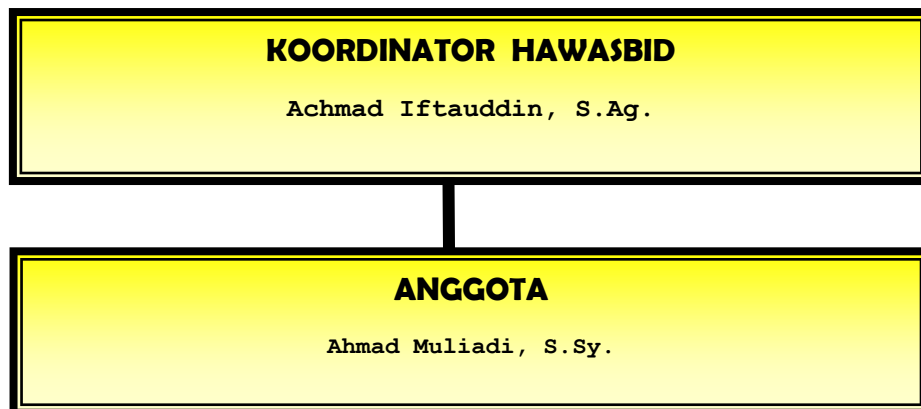 KOORDINATOR HAWASBID
Achmad Iftauddin, S.Ag.
ANGGOTA
Ahmad Muliadi, S.Sy.